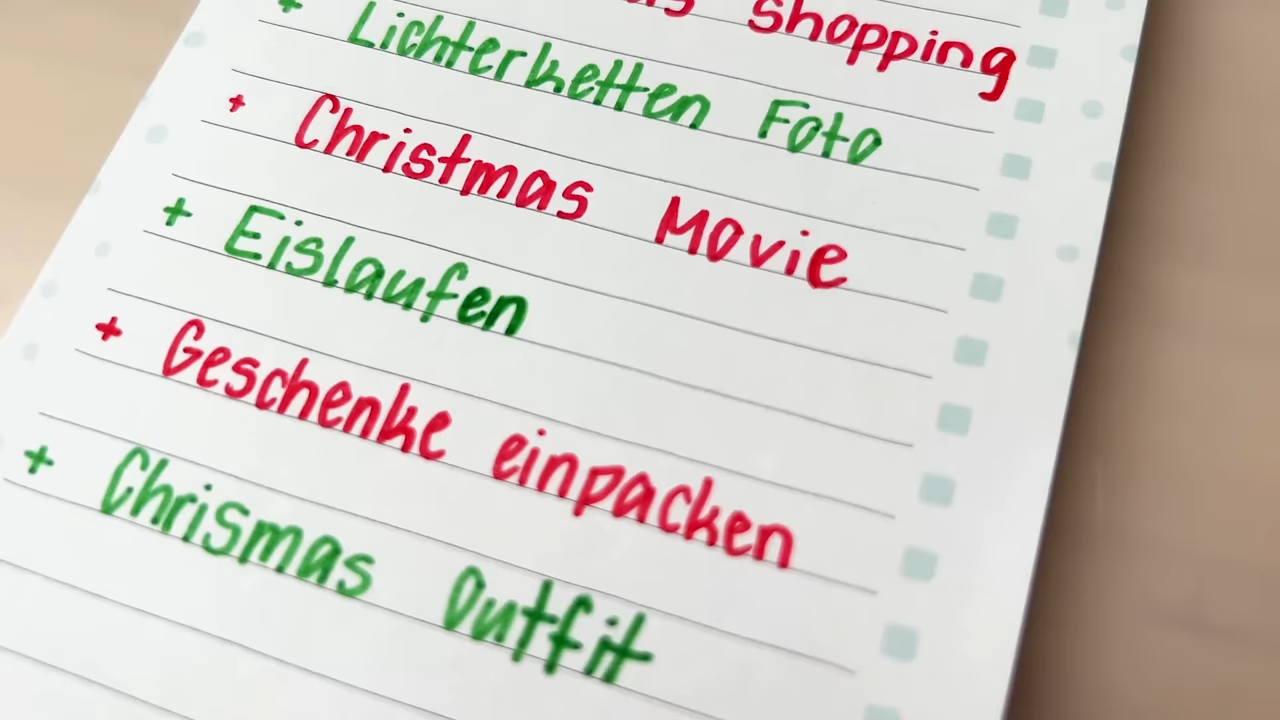 Shopping
+ Lichterketten Foto
+ Christmas Movie
+ Eislaufen
+ Geschenke einpacken
+ Chrismas Outfit